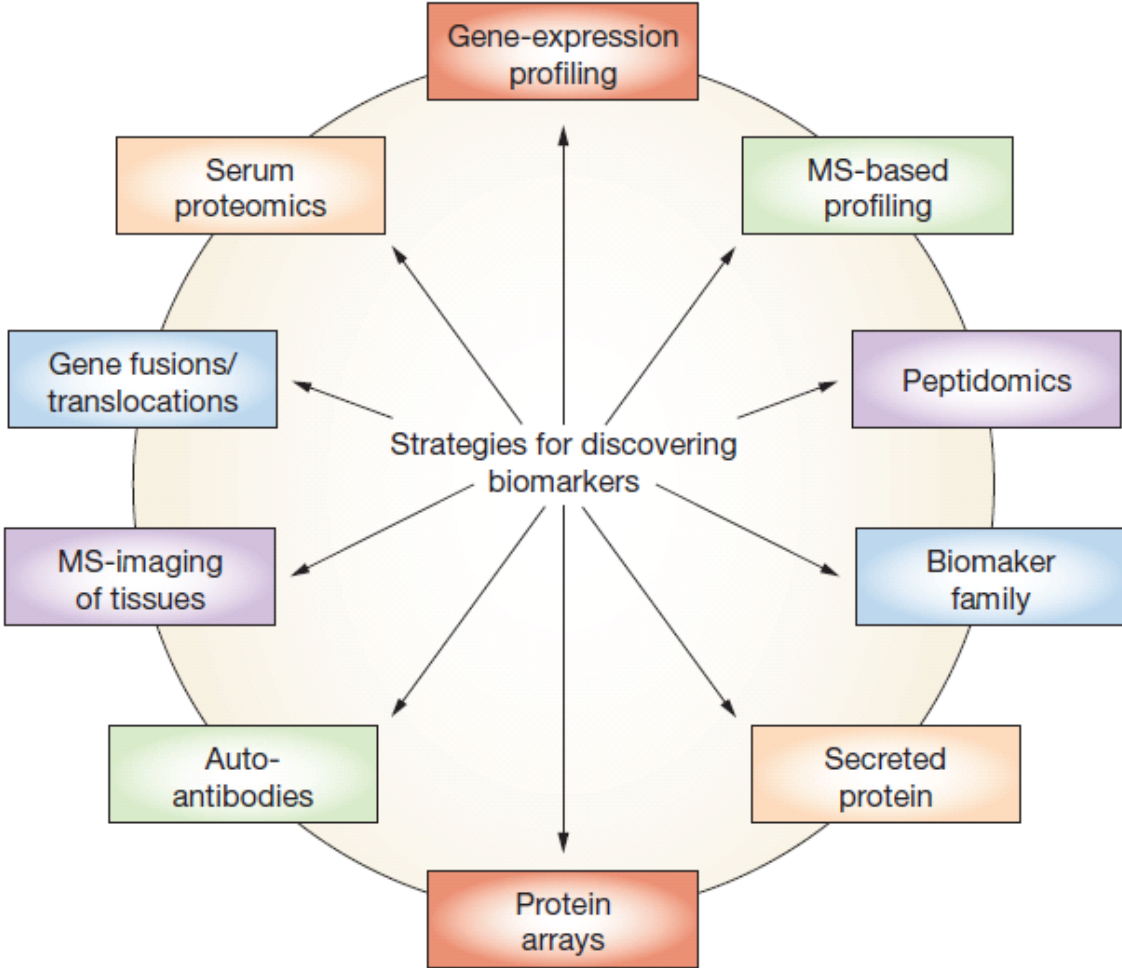 Gene-expression
profiling
Serum
proteomics
MS-based
profiling
Gene fusions/
translocations
Peptidomics
Strategies for discovering
biomarkers
MS-imaging
of tissues
Biomaker
family
Auto-
antibodies
Secreted
protein
Protein
arrays